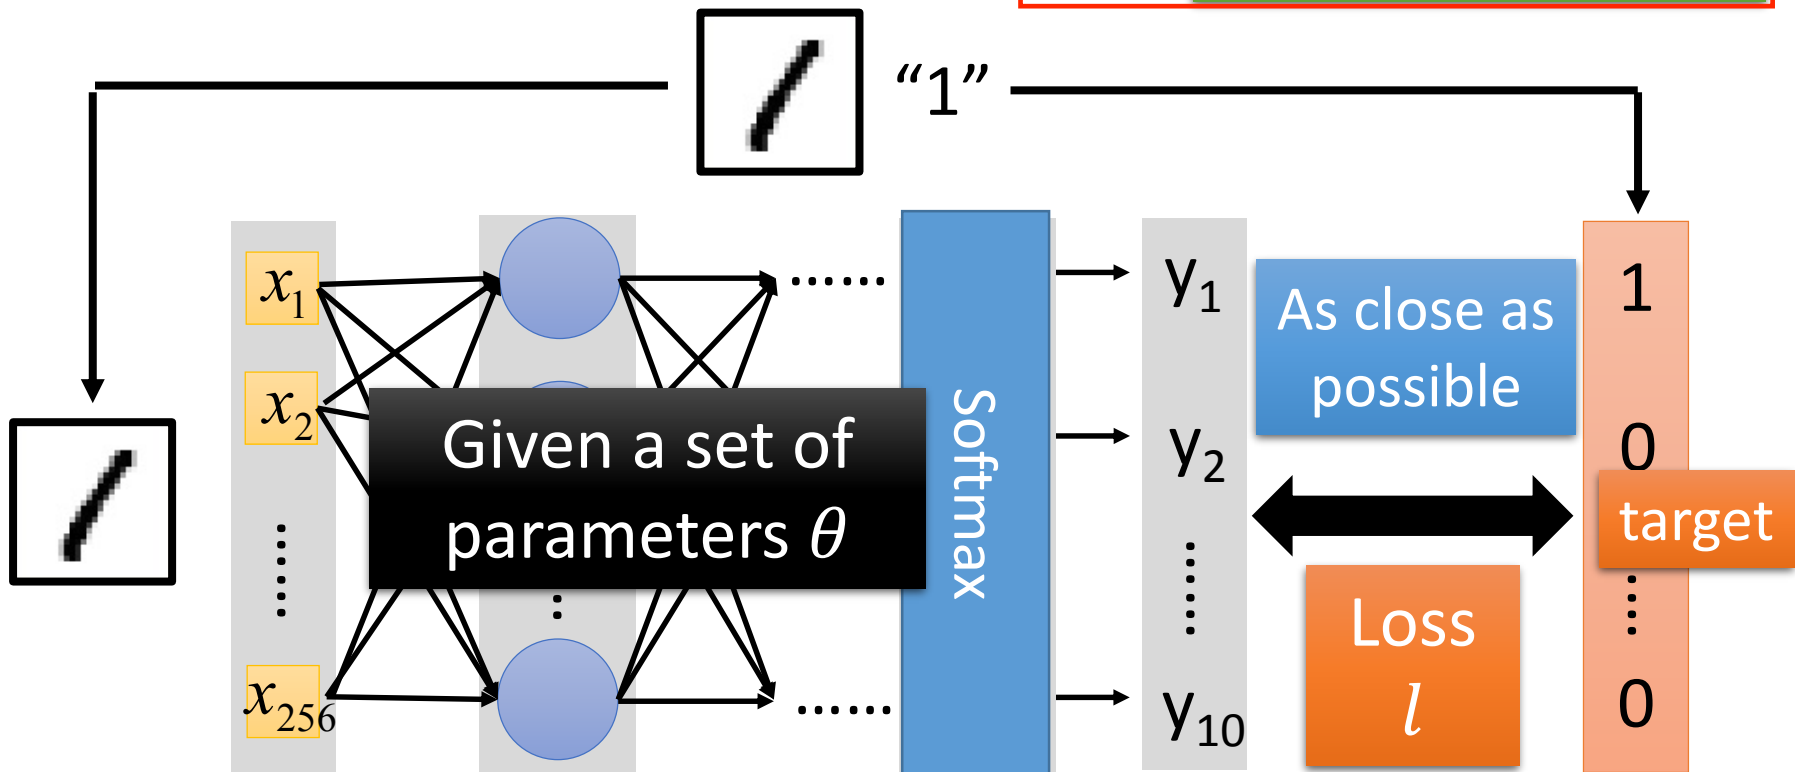 “1”
x1
x2
x256
Given a set of
parameters θ
Softmax
y1
y2
y10
As close as
possible
Loss
l
1
0
target
0